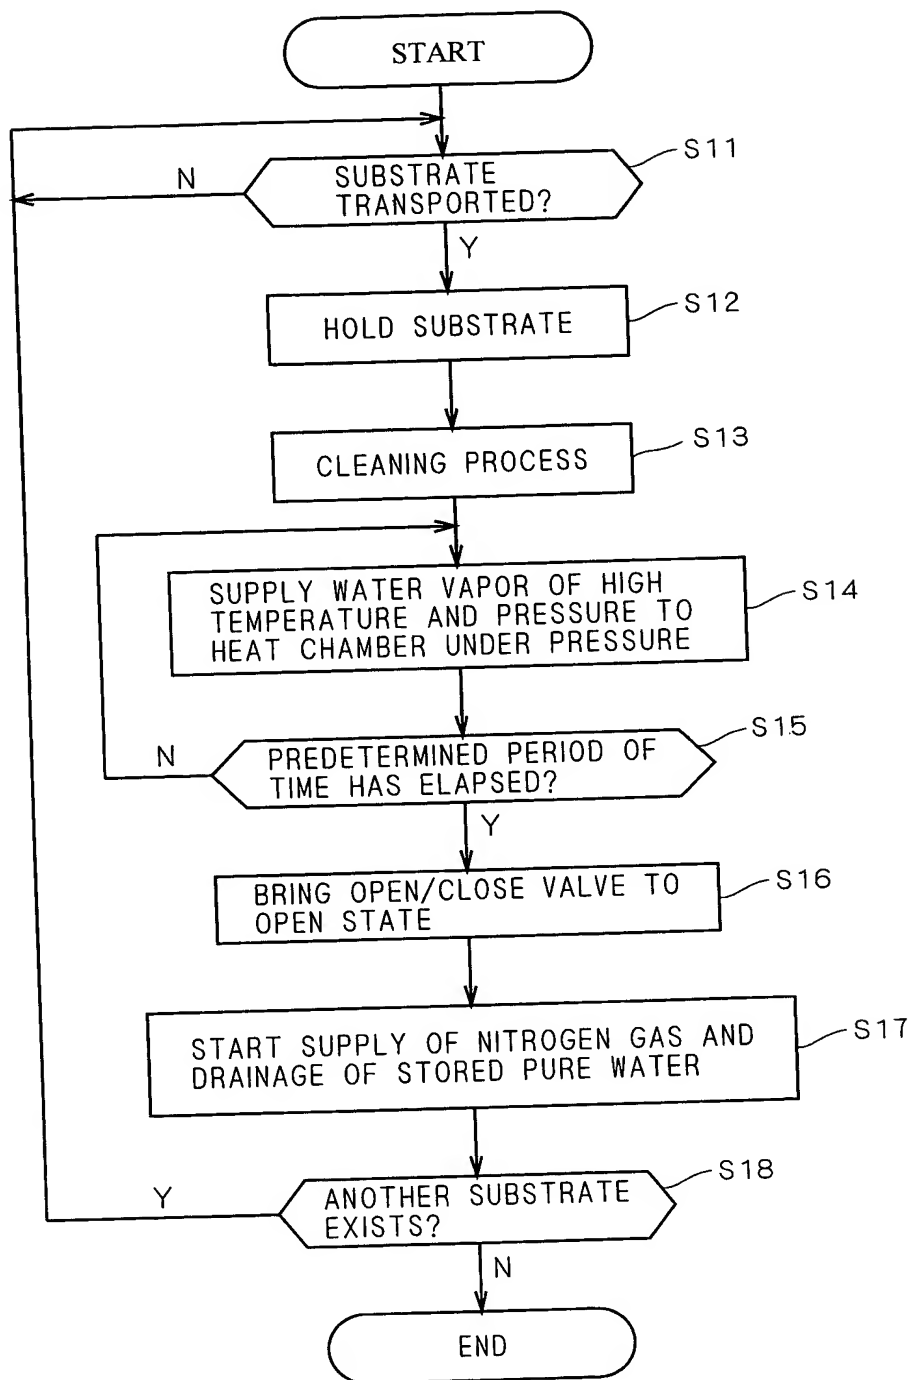 START
S11
N
SUBSTRATE
TRANSPORTED?
Y
S12
HOLD SUBSTRATE
S13
CLEANING PROCESS
S14
SUPPLY WATER VAPOR OF HIGH
TEMPERATURE AND PRESSURE TO
HEAT CHAMBER UNDER PRESSURE
S15
N
PREDETERMINED PERIOD OF
TIME HAS ELAPSED?
Y
S16
BRING OPEN/CLOSE VALVE TO
OPEN STATE
S17
START SUPPLY OF NITROGEN GAS AND
DRAINAGE OF STORED PURE WATER
S18
Y
ANOTHER SUBSTRATE
EXISTS?
N
END